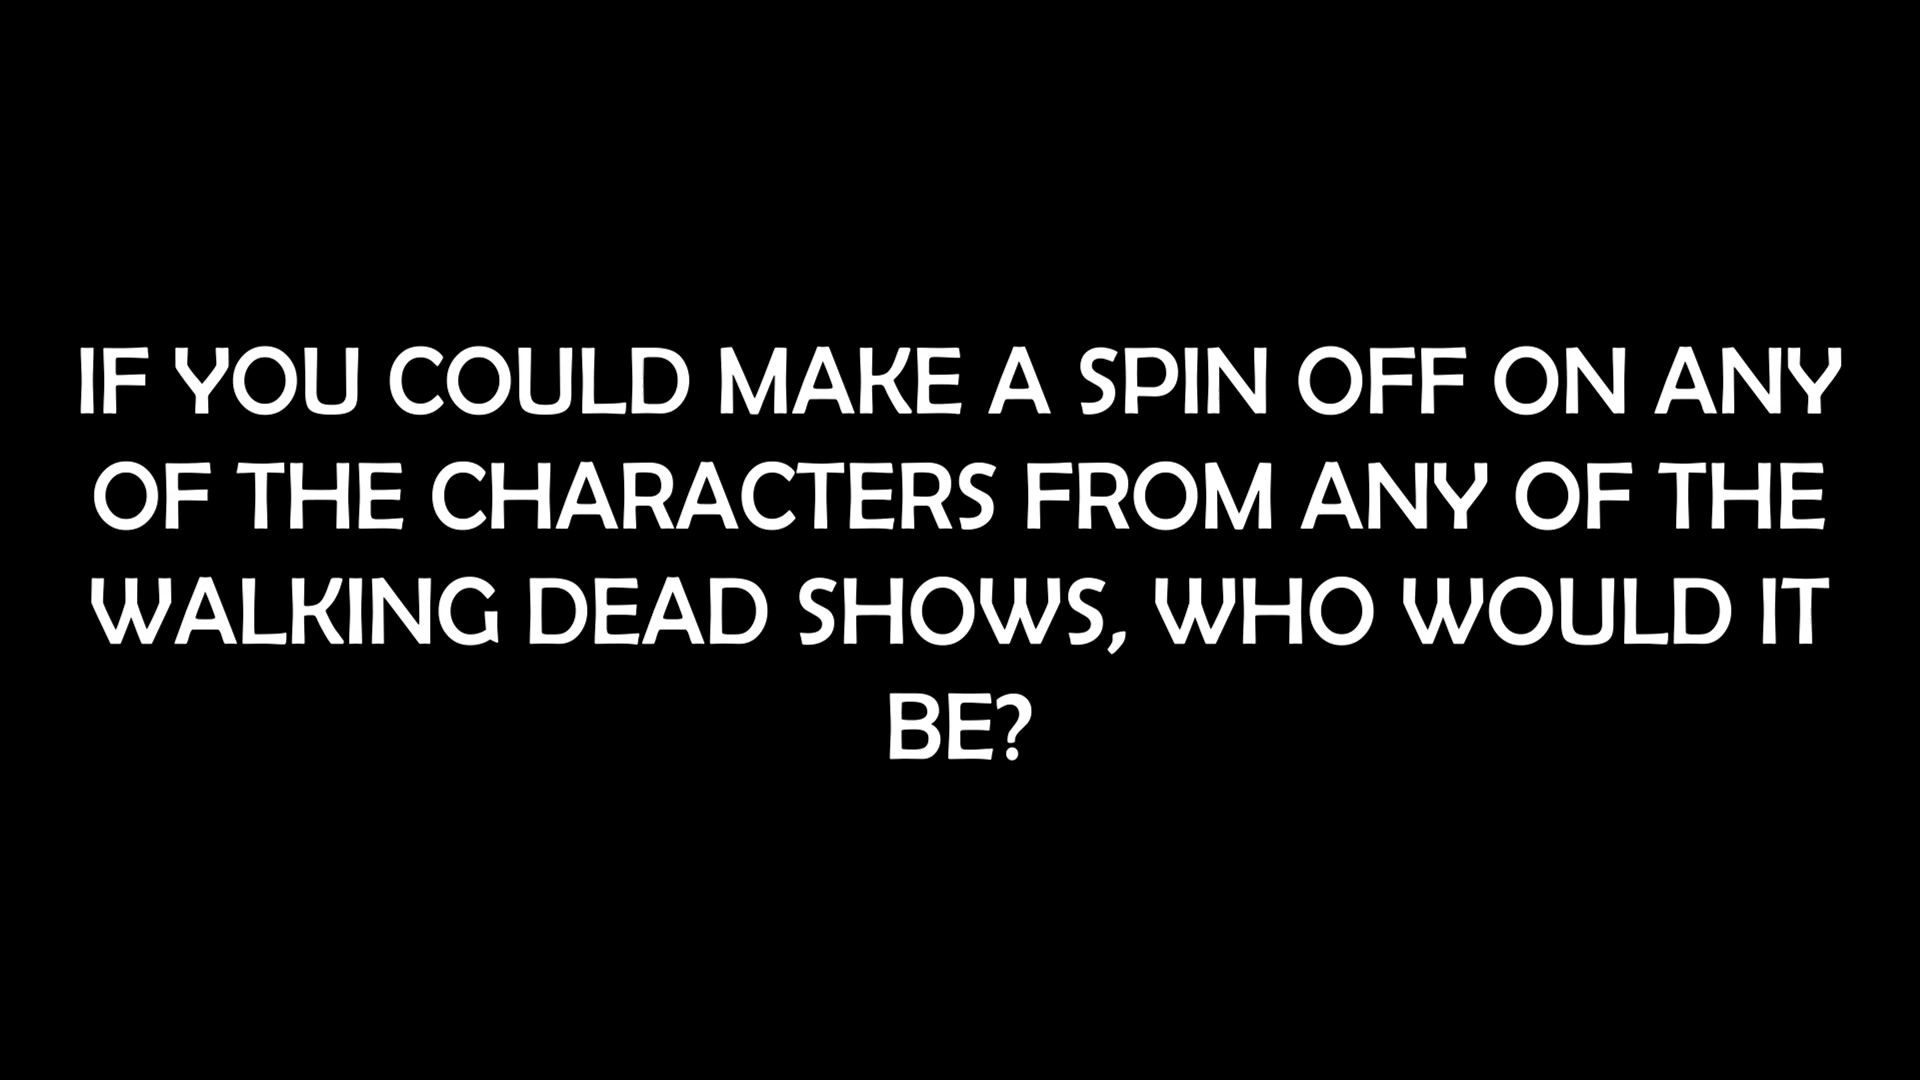 IF YOU COULD MAKE A SPIN OFF ON ANY
OF THE CHARACTERS FROM ANY OF THE
WALKING DEAD SHOWS, WHO WOULD IT
BE?